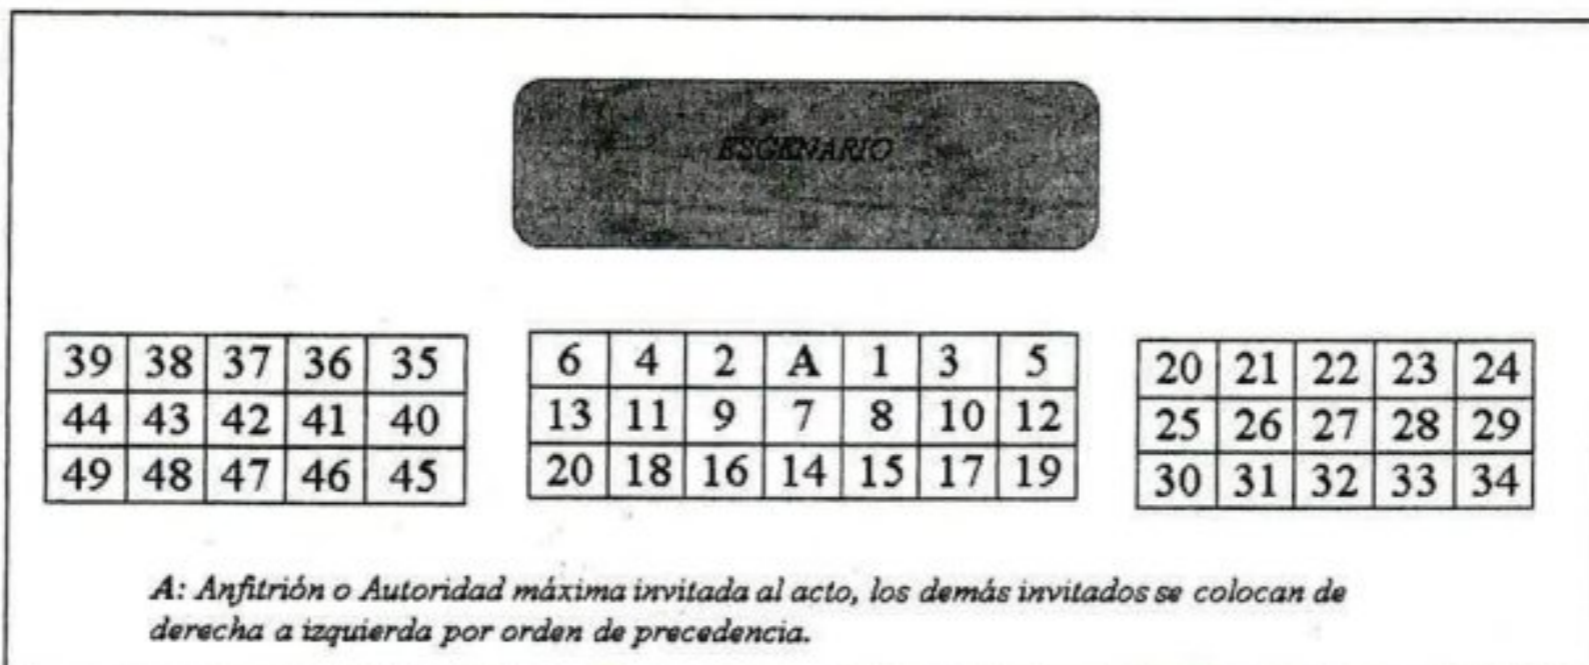 ESCENARIO
39 38 37 36 35
44 43 42 41 40
49 48 47 46 45
6 4 2 A 1 3 5
13 11 9 7 8 10 12
20 18 16 14 15 17 19
20 21 22 23 24
25 26 27 28 29
30 31 32 33 34
A: Anfitrión o Autoridad máxima invitada al acto, los demás invitados se colocan de
derecha a izquierda por orden de precedencia.